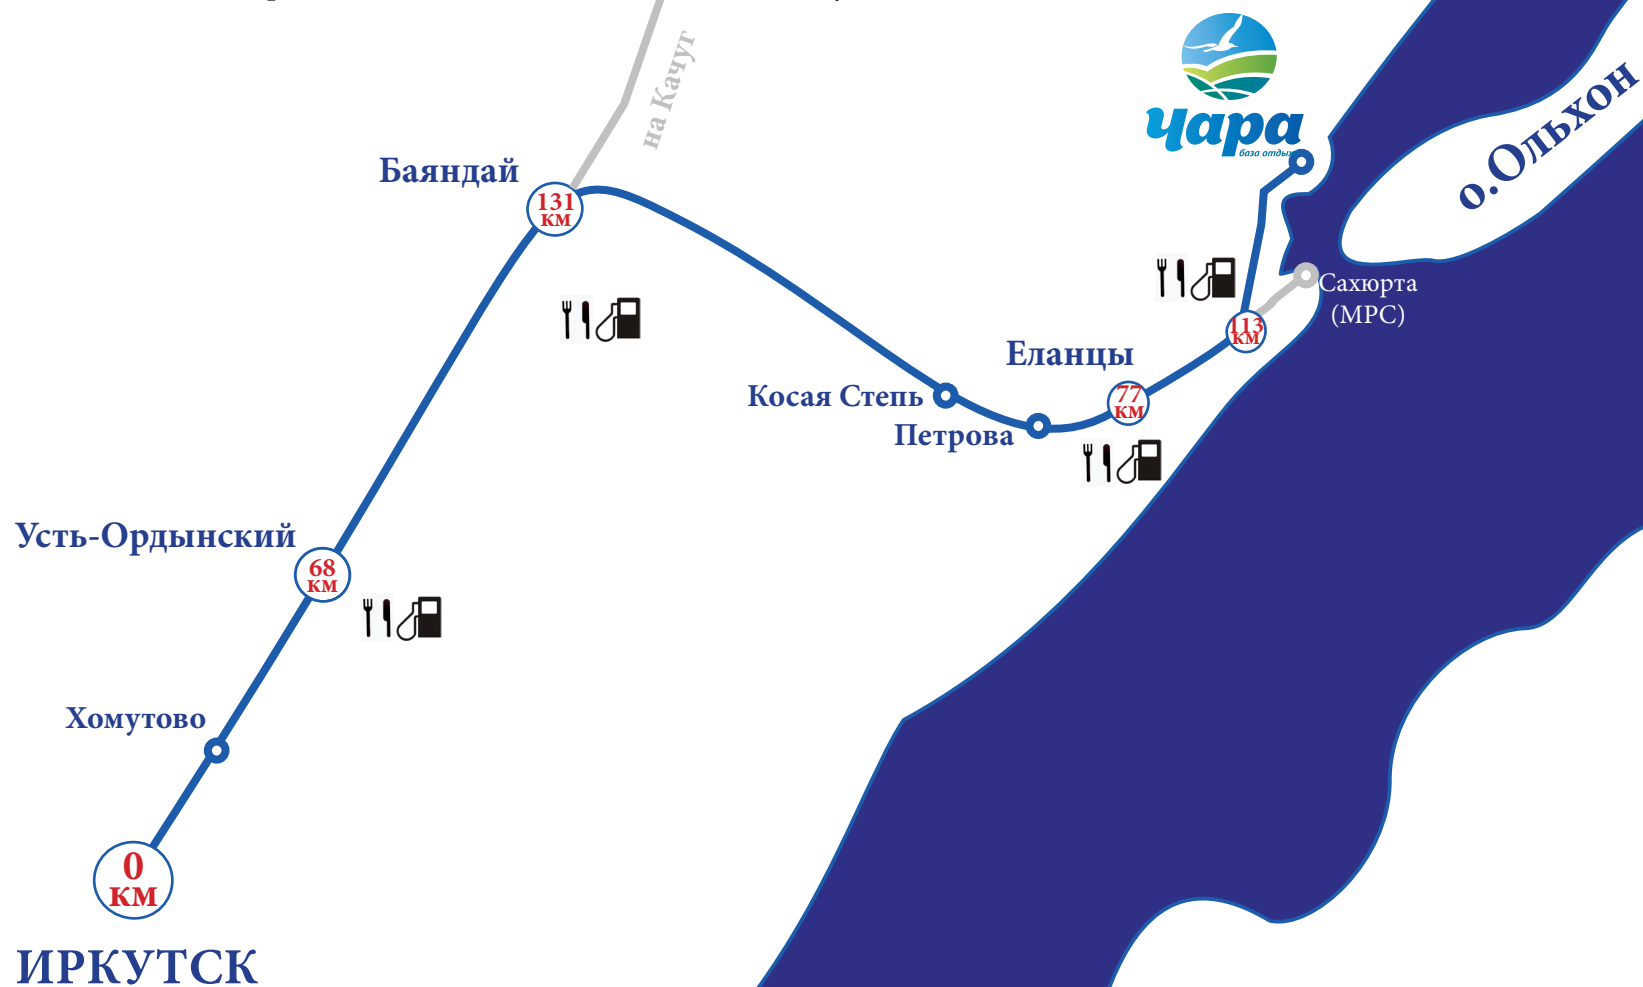 на Качуг
Чара
база отдыха
о.Ольхон
Баяндай
131
км
Сахюрта
(МРС)
113
км
Еланцы
77
км
Косая Степь
Петрова
Усть-Ордынский
68
км
Хомутово
0
км
ИРКУТСК